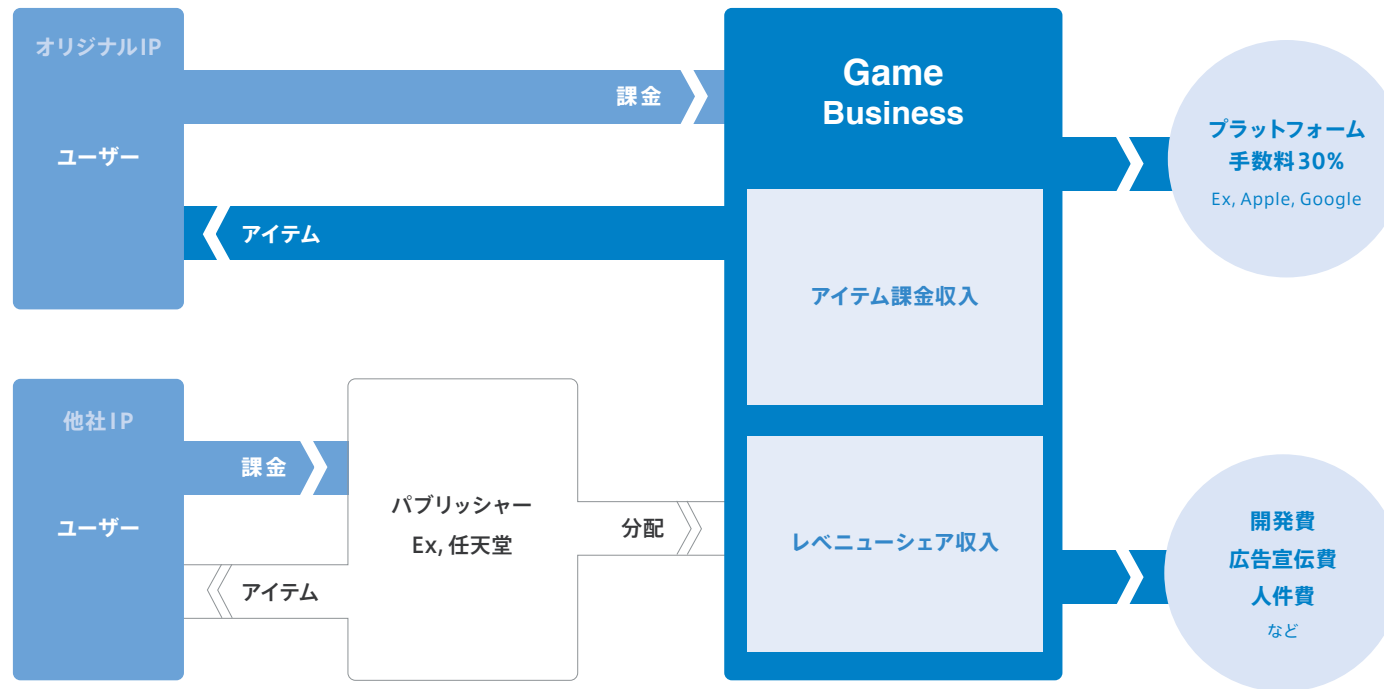 オリジナルIP
ユーザー
課金
アイテム
Game
Business
アイテム課金収入
プラットフォーム
手数料30%
Ex, Apple, Google
他社IP
ユーザー
課金
アイテム
パブリッシャー
Ex, 任天堂
分配
レベニューシェア収入
開発費
広告宣伝費
人件費
など